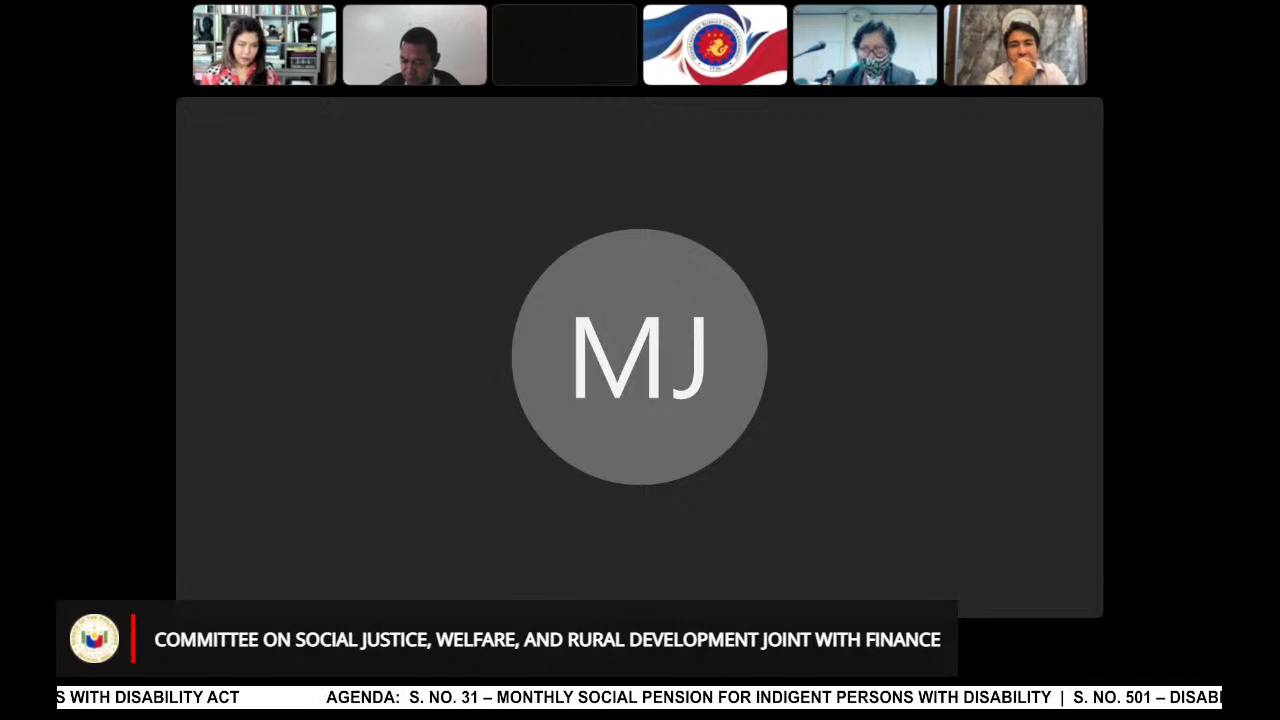 MJ
COMMITTEE ON SOCIAL JUSTICE, WELFARE, AND RURAL DEVELOPMENT JOINT WITH FINANCE
S WITH DISABILITY ACT AGENDA: S. NO. 31 – MONTHLY SOCIAL PENSION FOR INDIGENT PERSONS WITH DISABILITY | S. NO. 501 – DISABI